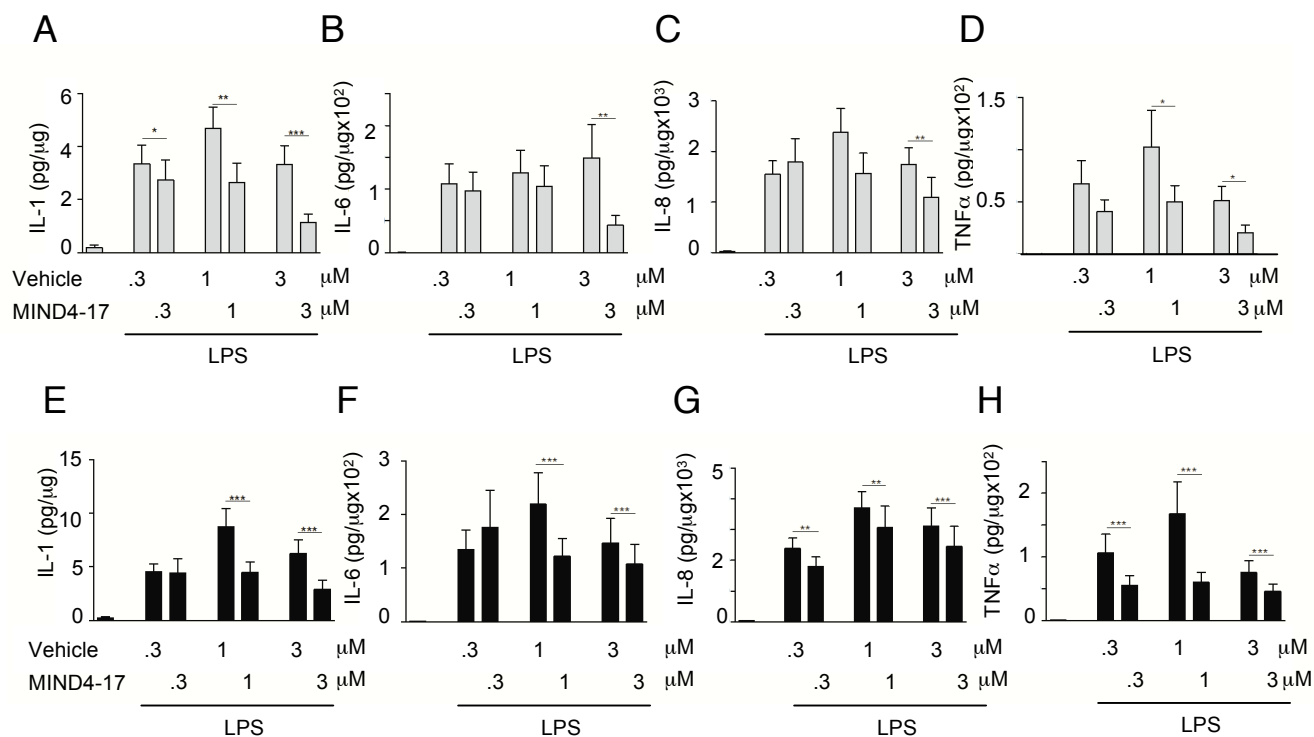 A
B
C
D
IL-1 (pg/μg)
6
4
2
0
* ** ***
IL-6 (pg/μgx10²)
2
1
0
**
IL-8 (pg/μgx10³)
3
2
1
0
**
TNFα (pg/μgx10²)
1.5
0.5
* *
Vehicle .3 1 3 μM .3 1 3 μM .3 1 3 μM .3 1 3 μM
MIND4-17 .3 1 3 μM .3 1 3 μM .3 1 3 μM .3 1 3 μM
LPS LPS LPS LPS
E
F
G
H
IL-1 (pg/μg)
15
10
5
0
*** ***
IL-6 (pg/μgx10²)
3
2
1
0
*** ***
IL-8 (pg/μgx10³)
5
2
0
** ** ***
TNFα (pg/μgx10²)
2
1
0
*** *** ***
Vehicle .3 1 3 μM .3 1 3 μM .3 1 3 μM .3 1 3 μM
MIND4-17 .3 1 3 μM .3 1 3 μM .3 1 3 μM .3 1 3 μM
LPS LPS LPS LPS